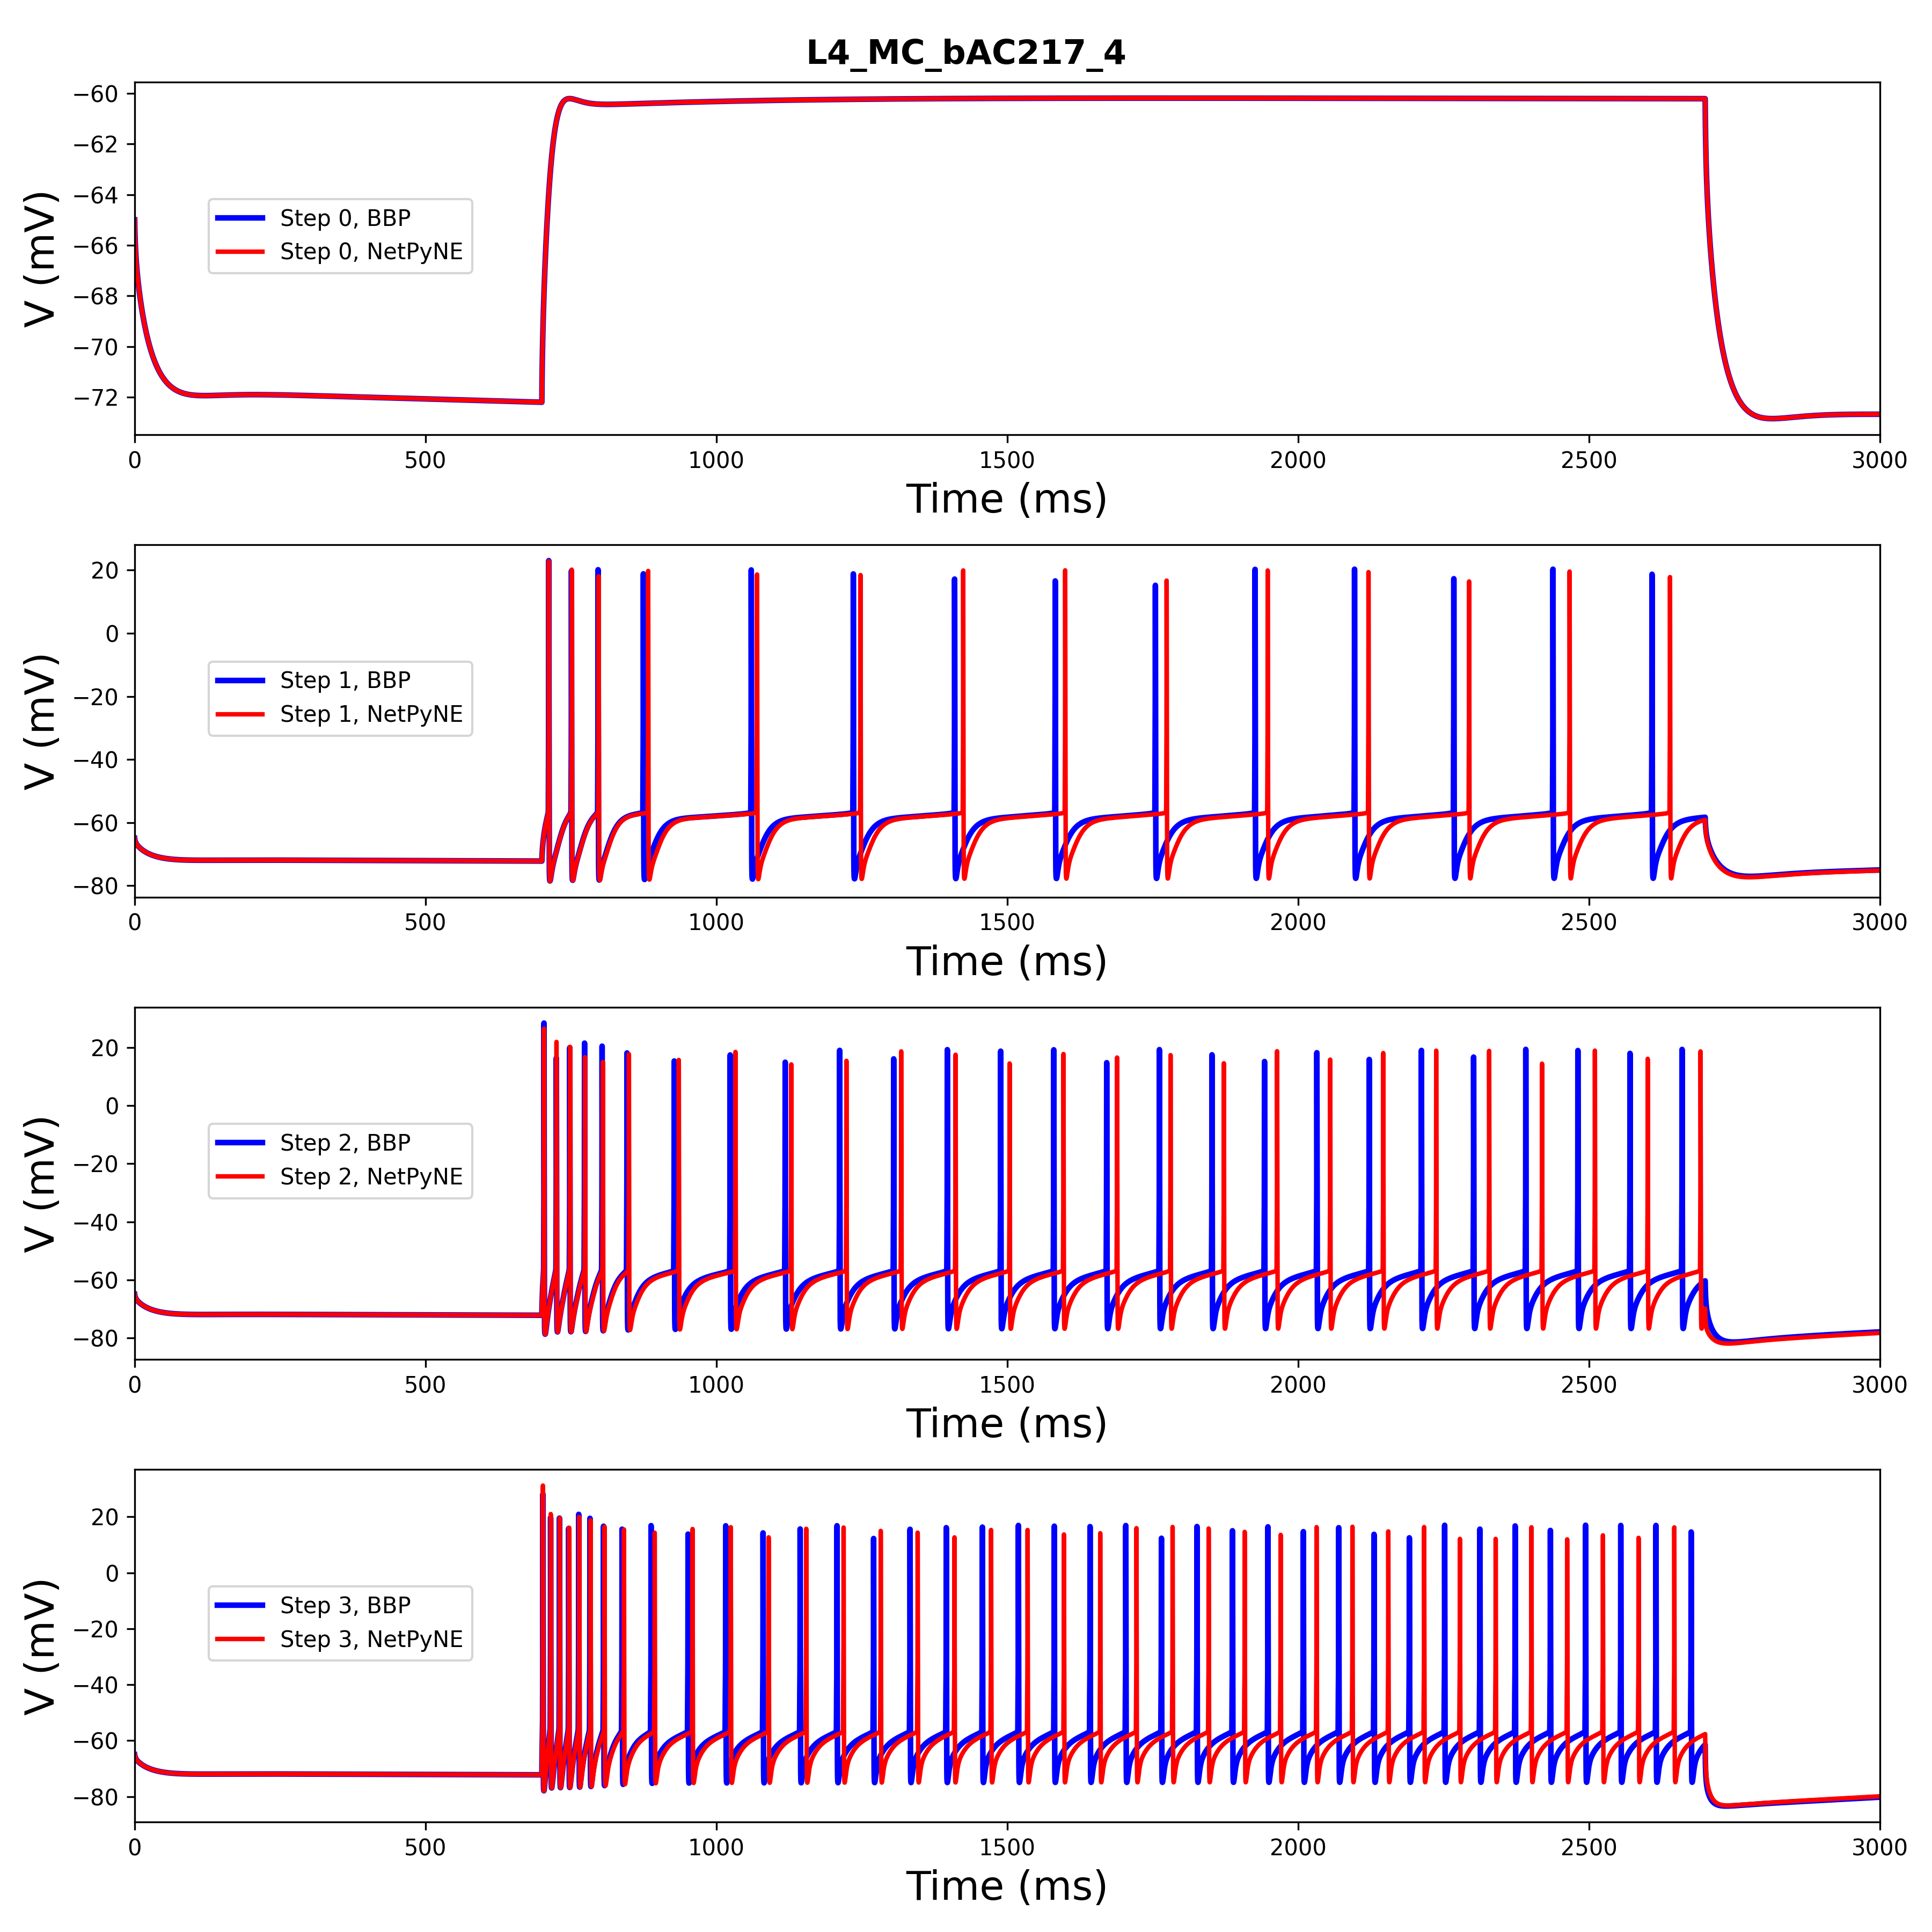 L4_MC_bAC217_4
−60
−62
−64
−66
−68
−70
−72
V (mV)
Step 0, BBP
Step 0, NetPyNE
0 500 1000 1500 2000 2500 3000
Time (ms)
20
0
−20
−40
−60
−80
V (mV)
Step 1, BBP
Step 1, NetPyNE
0 500 1000 1500 2000 2500 3000
Time (ms)
20
0
−20
−40
−60
−80
V (mV)
Step 2, BBP
Step 2, NetPyNE
0 500 1000 1500 2000 2500 3000
Time (ms)
20
0
−20
−40
−60
−80
V (mV)
Step 3, BBP
Step 3, NetPyNE
0 500 1000 1500 2000 2500 3000
Time (ms)